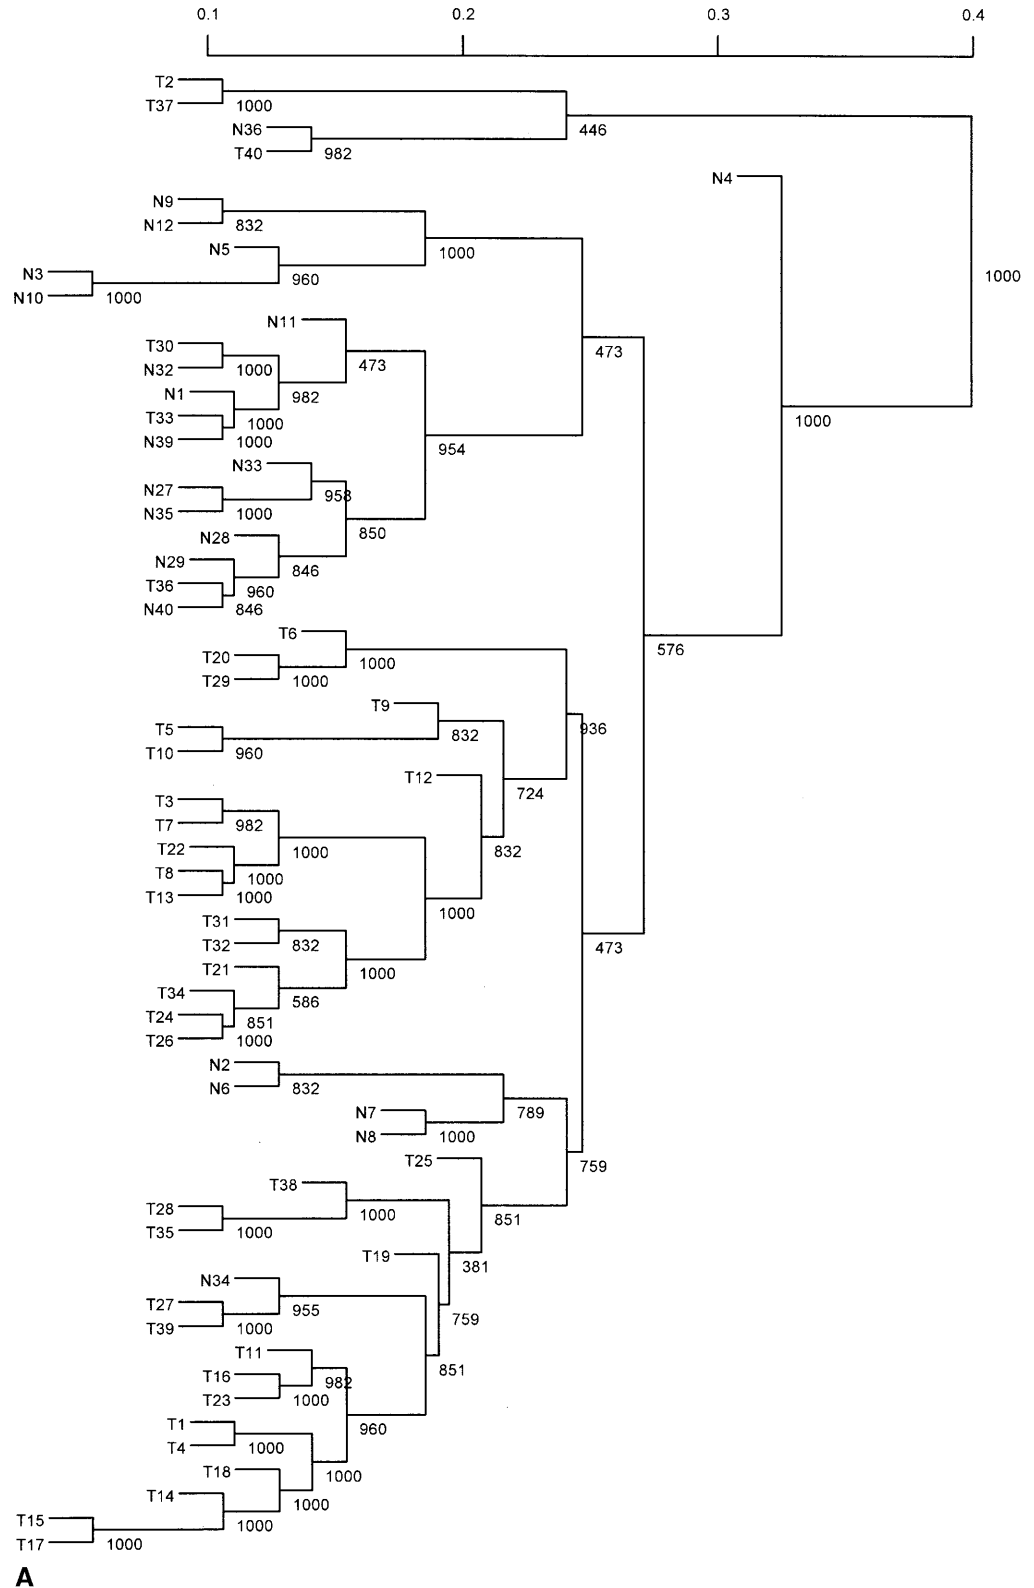 0.1 0.2 0.3 0.4
T2
T37 1000
N36 446
T40 982
N4
N9
N12 832
N5 1000
960
N3 1000
N10 1000
N11
T30 473
N32 1000
N1 982
T33 1000
N39 1000
473
1000
954
N33
N27 958
N35 1000
N28 850
N29 846
T36 960
N40 846
T6
T20 1000
T29 1000
576
T9
T5 832 936
T10 960
T12 724
T3
T7 982
T22 1000 832
T8 1000
T13 1000
1000
T31
T32 832
T21 1000
T34 586
T24 851
T26 1000
473
N2
N6 832
N7 789
N8 1000
T25 759
T38
T28 1000 851
T35 1000
T19 381
N34
T27 955 759
T39 1000
T11 851
T16 982
T23 1000
T1 960
T4 1000
T18 1000
T14 1000
T15 1000
T17 1000
A